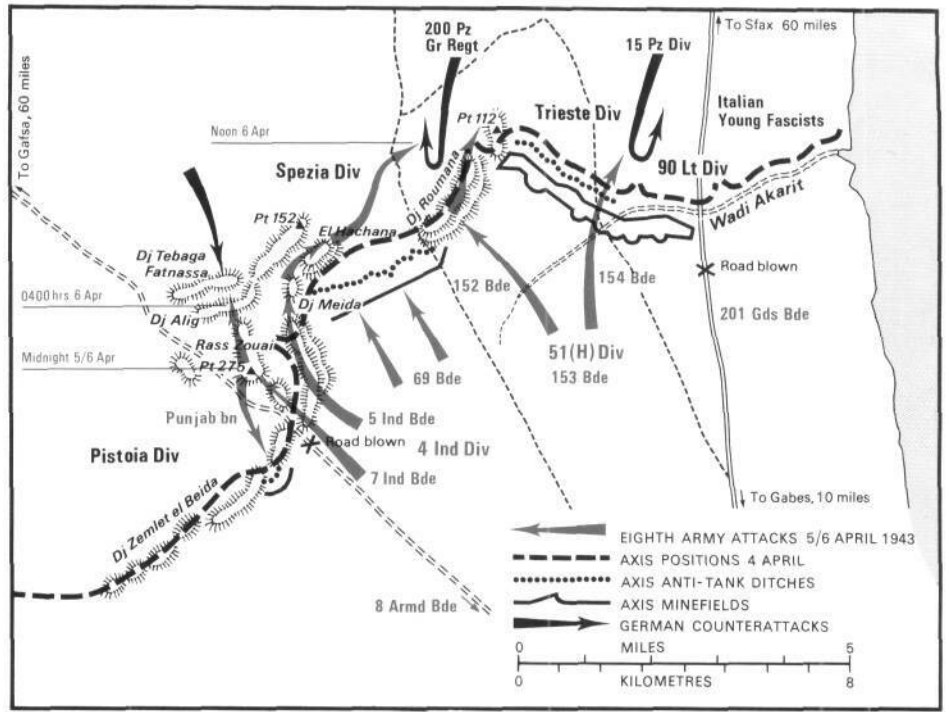 To Gafsa, 60 miles
200 Pz
Gr Regt
15 Pz Div
To Sfax 60 miles
Pt 112
Trieste Div
Italian
Young Fascists
Noon 6 Apr
Spezia Div
Dj Roumana
90 Lt Div
Wadi Akarit
Pt 152
El Hachana
Dj Tebaga
Fatnassa
Road blown
152 Bde
154 Bde
0400 hrs 6 Apr
Dj Meida
Dj Alig
201 Gds Bde
Rass Zouai
Midnight 5/6 Apr
Pt 275
51(H) Div
153 Bde
69 Bde
Punjab bn
5 Ind Bde
Road blown
4 Ind Div
Pistoia Div
7 Ind Bde
To Gabes, 10 miles
Dj Zemlet el Beida
8 Armd Bde
EIGHTH ARMY ATTACKS 5/6 APRIL 1943
AXIS POSITIONS 4 APRIL
AXIS ANTI-TANK DITCHES
AXIS MINEFIELDS
GERMAN COUNTERATTACKS
0 MILES 5
0 KILOMETRES 8